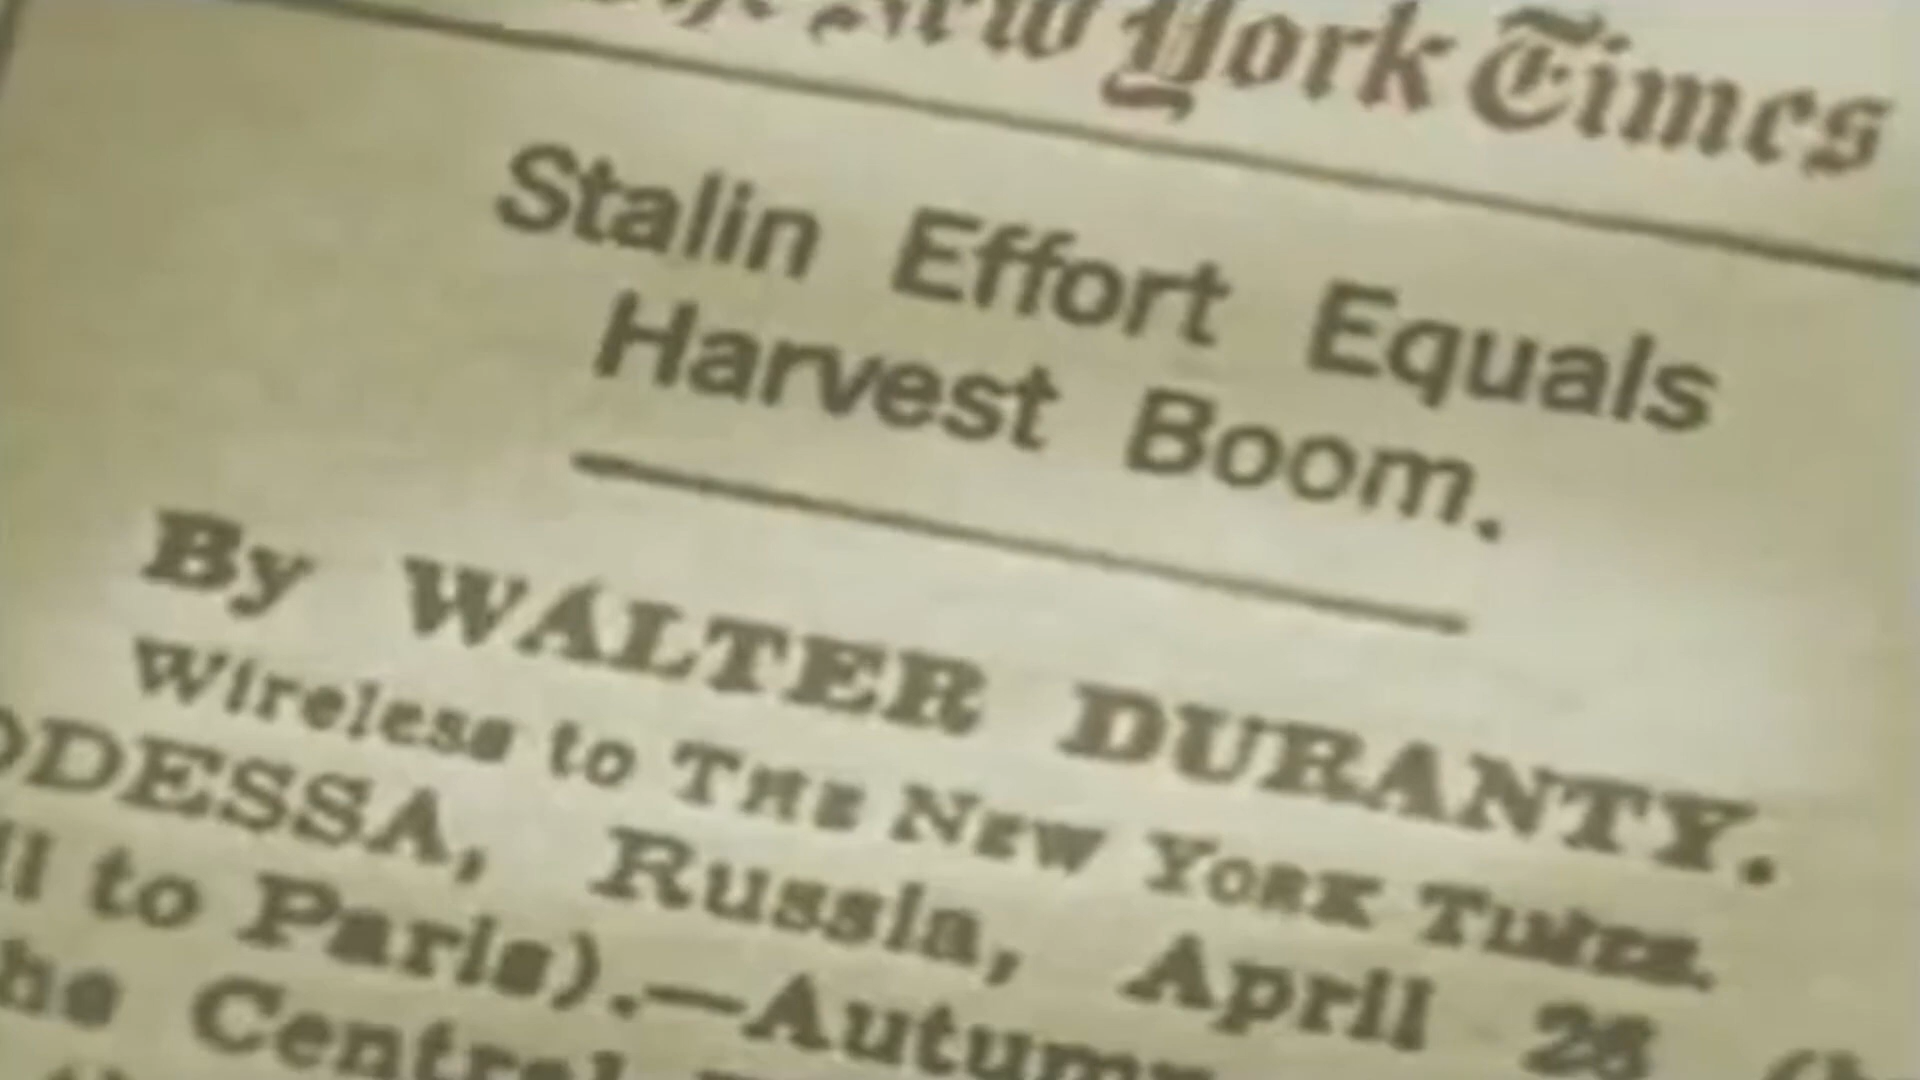 New York Times
Stalin Effort Equals
Harvest Boom.
By WALTER DURANTY.
Wireless to THE NEW YORK TIMES.
ODESSA, Russia, April 26
to Paris).—Autumn
Central